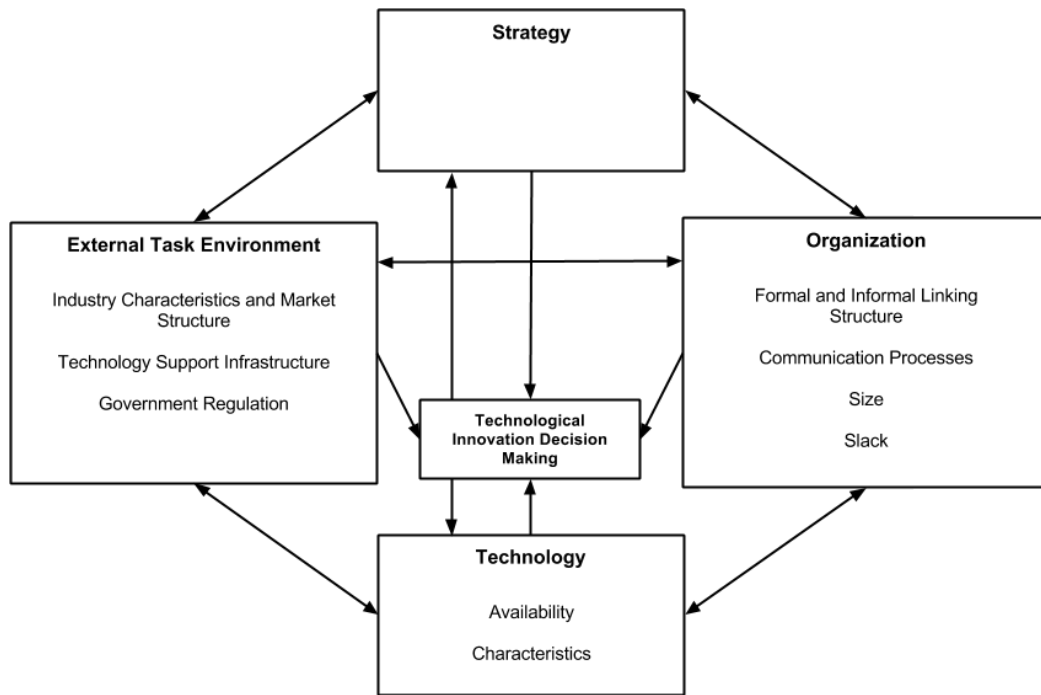 Strategy
External Task Environment
Industry Characteristics and Market
Structure
Technology Support Infrastructure
Government Regulation
Organization
Formal and Informal Linking
Structure
Communication Processes
Size
Slack
Technological
Innovation Decision
Making
Technology
Availability
Characteristics